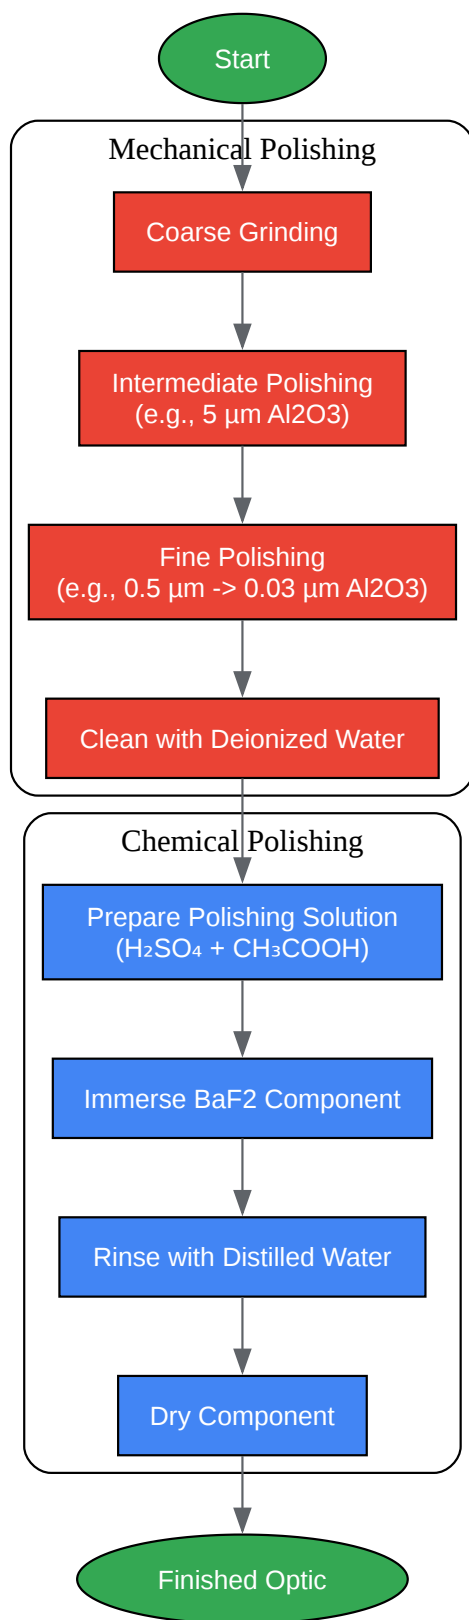 Start
Mechanical Polishing
Coarse Grinding
Intermediate Polishing
(e.g., 5 µm Al2O3)
Fine Polishing
(e.g., 0.5 µm -> 0.03 µm Al2O3)
Clean with Deionized Water
Chemical Polishing
Prepare Polishing Solution
(H₂SO₄ + CH₃COOH)
Immerse BaF2 Component
Rinse with Distilled Water
Dry Component
Finished Optic